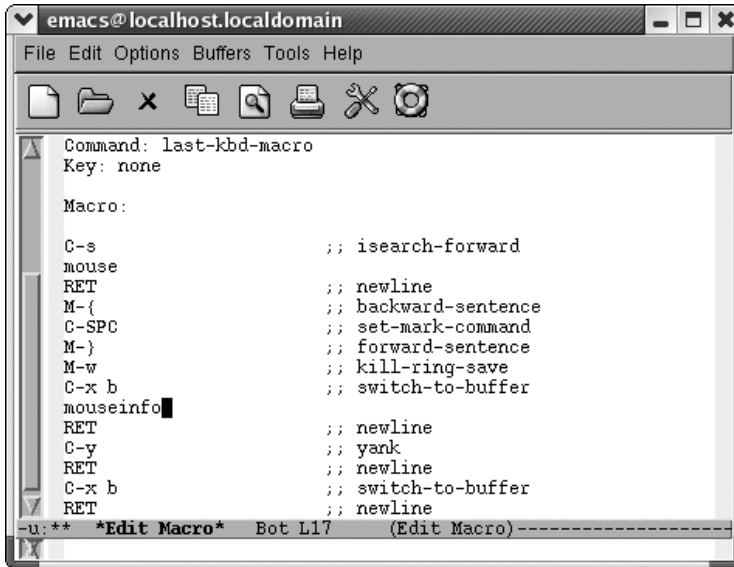 emacs@localhost.localdomain
File Edit Options Buffers Tools Help
Command: last-kbd-macro
Key: none
Macro:
C-s ;; isearch-forward
mouse
RET ;; newline
M-{ ;; backward-sentence
C-SPC ;; set-mark-command
M-} ;; forward-sentence
M-w ;; kill-ring-save
C-x b ;; switch-to-buffer
mouseinfo
RET ;; newline
C-y ;; yank
RET ;; newline
C-x b ;; switch-to-buffer
RET ;; newline
-u:** *Edit Macro* Bot L17 (Edit Macro)--------------------